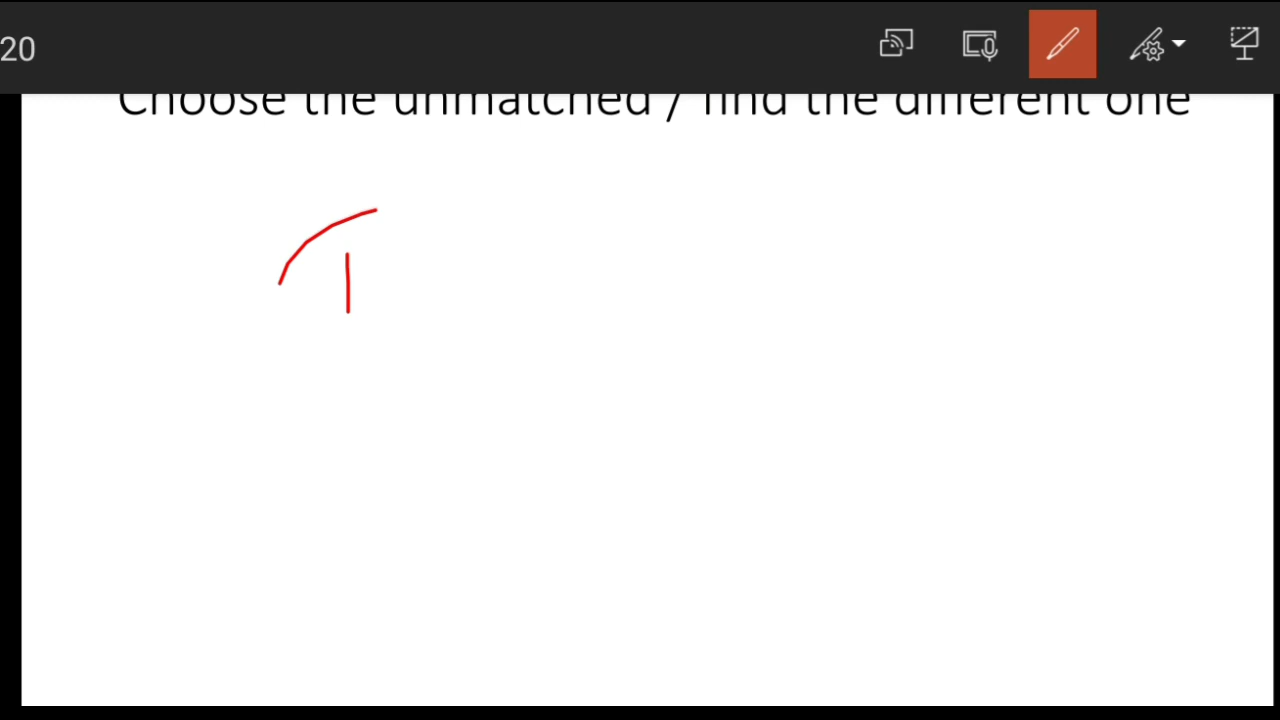 20
Choose the unmatched / find the different one